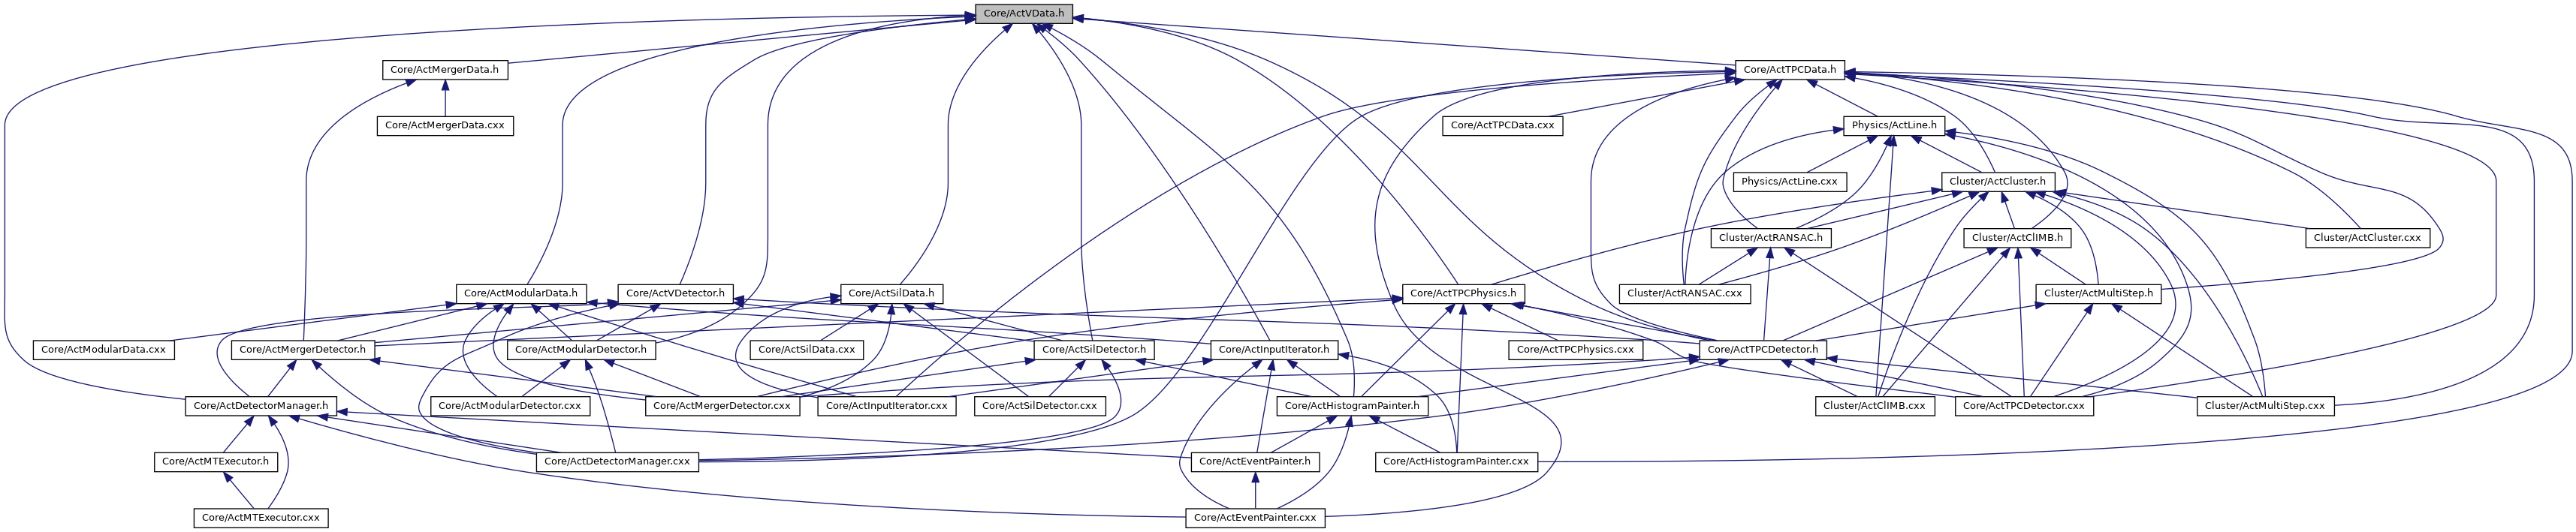 Core/ActVData.h
Core/ActMergerData.h
Core/ActTPCData.h
Core/ActMergerData.cxx
Core/ActTPCData.cxx
Physics/ActLine.h
Physics/ActLine.cxx
Cluster/ActCluster.h
Cluster/ActRANSAC.h
Cluster/ActClIMB.h
Cluster/ActCluster.cxx
Core/ActModularData.h
Core/ActVDetector.h
Core/ActSilData.h
Core/ActTPCPhysics.h
Cluster/ActRANSAC.cxx
Cluster/ActMultiStep.h
Core/ActModularData.cxx
Core/ActMergerDetector.h
Core/ActModularDetector.h
Core/ActSilData.cxx
Core/ActSilDetector.h
Core/ActInputIterator.h
Core/ActTPCPhysics.cxx
Core/ActTPCDetector.h
Core/ActDetectorManager.h
Core/ActModularDetector.cxx
Core/ActMergerDetector.cxx
Core/ActInputIterator.cxx
Core/ActSilDetector.cxx
Core/ActHistogramPainter.h
Cluster/ActClIMB.cxx
Core/ActTPCDetector.cxx
Cluster/ActMultiStep.cxx
Core/ActMTExecutor.h
Core/ActDetectorManager.cxx
Core/ActEventPainter.h
Core/ActHistogramPainter.cxx
Core/ActMTExecutor.cxx
Core/ActEventPainter.cxx